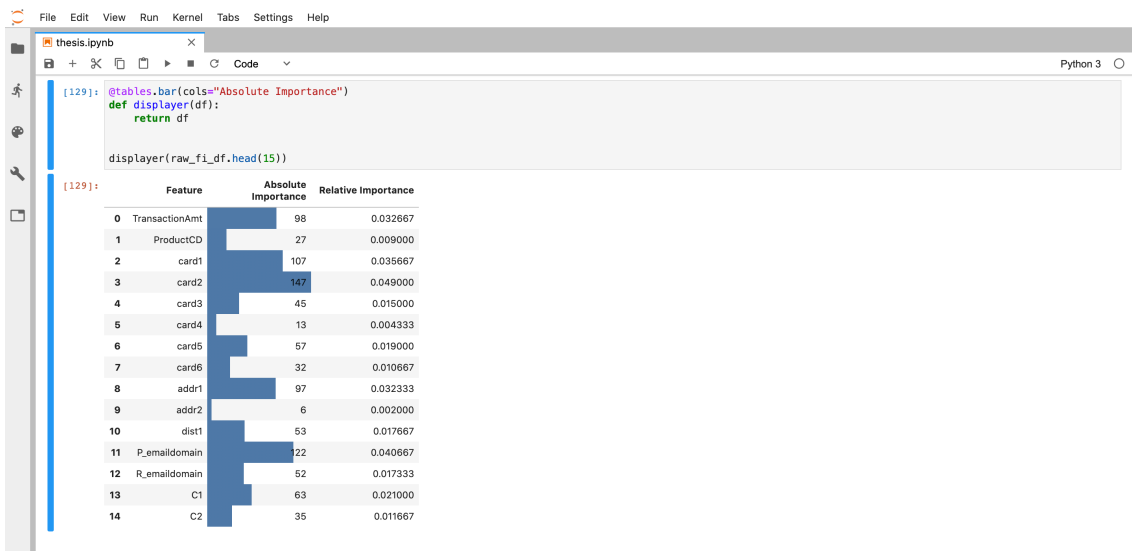 File Edit View Run Kernel Tabs Settings Help
thesis.ipynb
Code
Python 3
[129]: @tables.bar(cols="Absolute Importance")
def displayer(df):
    return df
displayer(raw_fi_df.head(15))
[129]:
Feature Absolute Importance Relative Importance
0 TransactionAmt 98 0.032667
1 ProductCD 27 0.009000
2 card1 107 0.035667
3 card2 147 0.049000
4 card3 45 0.015000
5 card4 13 0.004333
6 card5 57 0.019000
7 card6 32 0.010667
8 addr1 97 0.032333
9 addr2 6 0.002000
10 dist1 53 0.017667
11 P_emaildomain 122 0.040667
12 R_emaildomain 52 0.017333
13 C1 63 0.021000
14 C2 35 0.011667